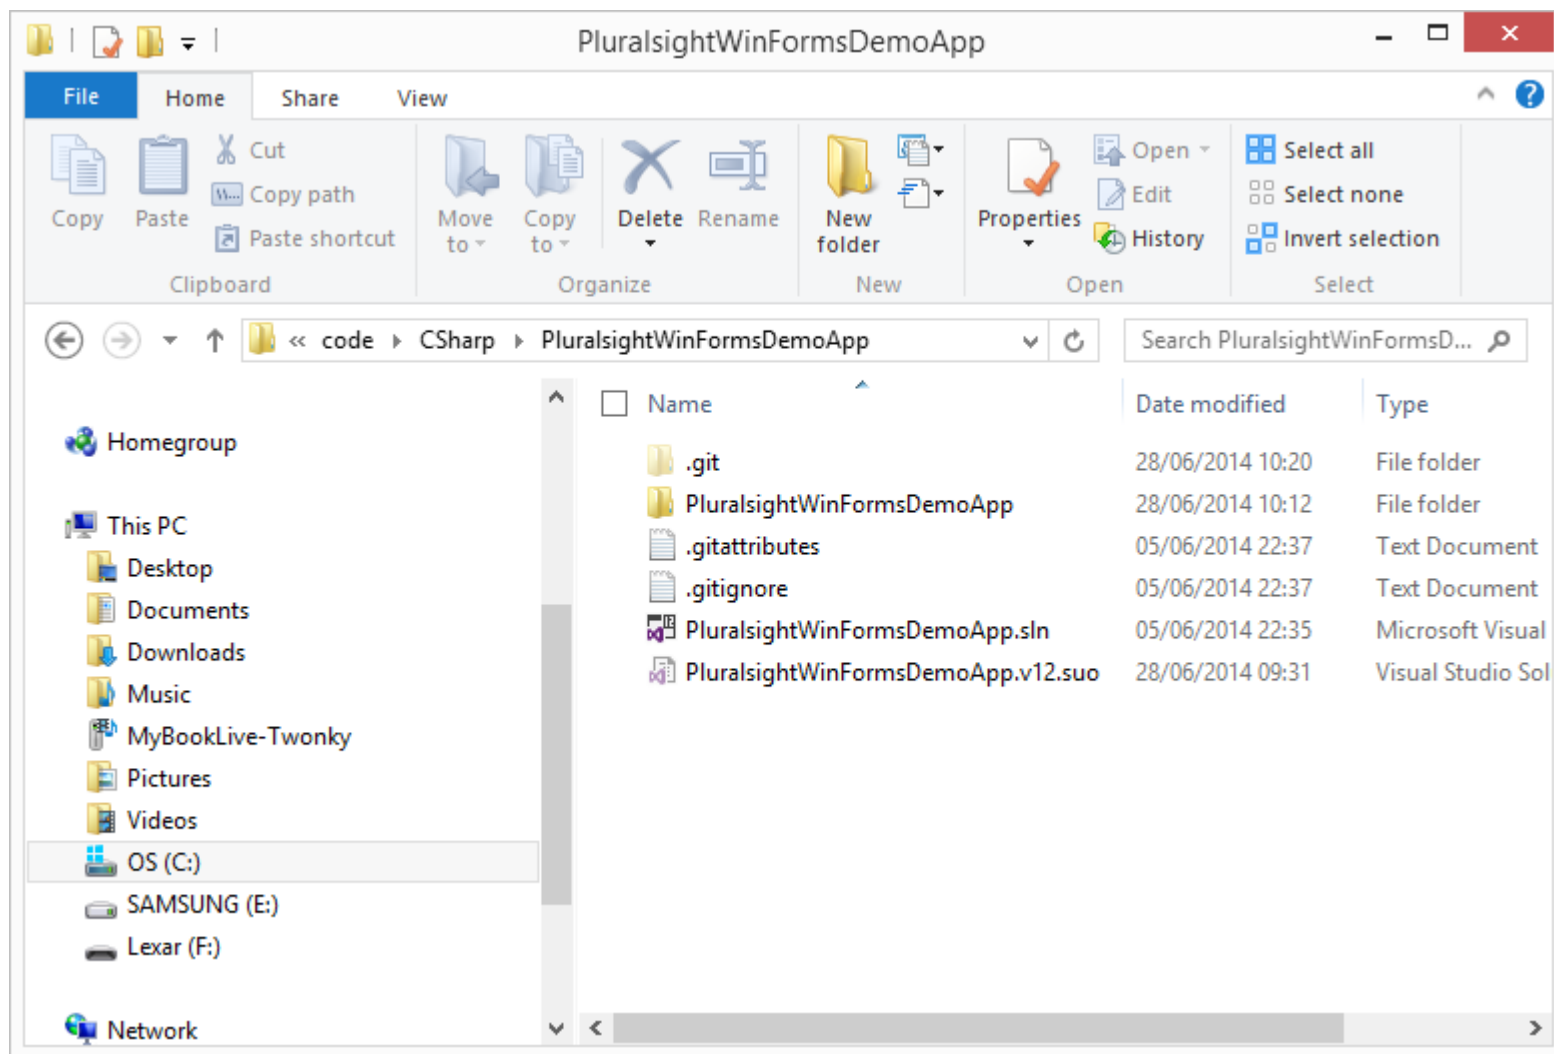 PluralsightWinFormsDemoApp
File Home Share View
Copy
Paste
Cut
Copy path
Paste shortcut
Clipboard
Move to
Copy to
Delete
Rename
Organize
New folder
New
Properties
Open
Edit
History
Open
Select all
Select none
Invert selection
Select
« code CSharp PluralsightWinFormsDemoApp
Search PluralsightWinFormsD...
Homegroup
This PC
Desktop
Documents
Downloads
Music
MyBookLive-Twonky
Pictures
Videos
OS (C:)
SAMSUNG (E:)
Lexar (F:)
Network
Name Date modified Type
.git 28/06/2014 10:20 File folder
PluralsightWinFormsDemoApp 28/06/2014 10:12 File folder
.gitattributes 05/06/2014 22:37 Text Document
.gitignore 05/06/2014 22:37 Text Document
PluralsightWinFormsDemoApp.sln 05/06/2014 22:35 Microsoft Visual
PluralsightWinFormsDemoApp.v12.suo 28/06/2014 09:31 Visual Studio Sol